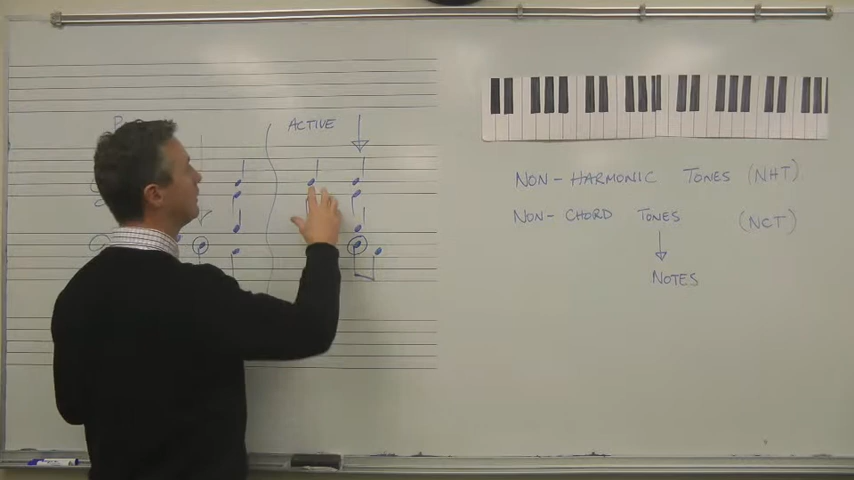 ACTIVE
NON-HARMONIC TONES (NHT)
NON-CHORD TONES (NCT)
NOTES